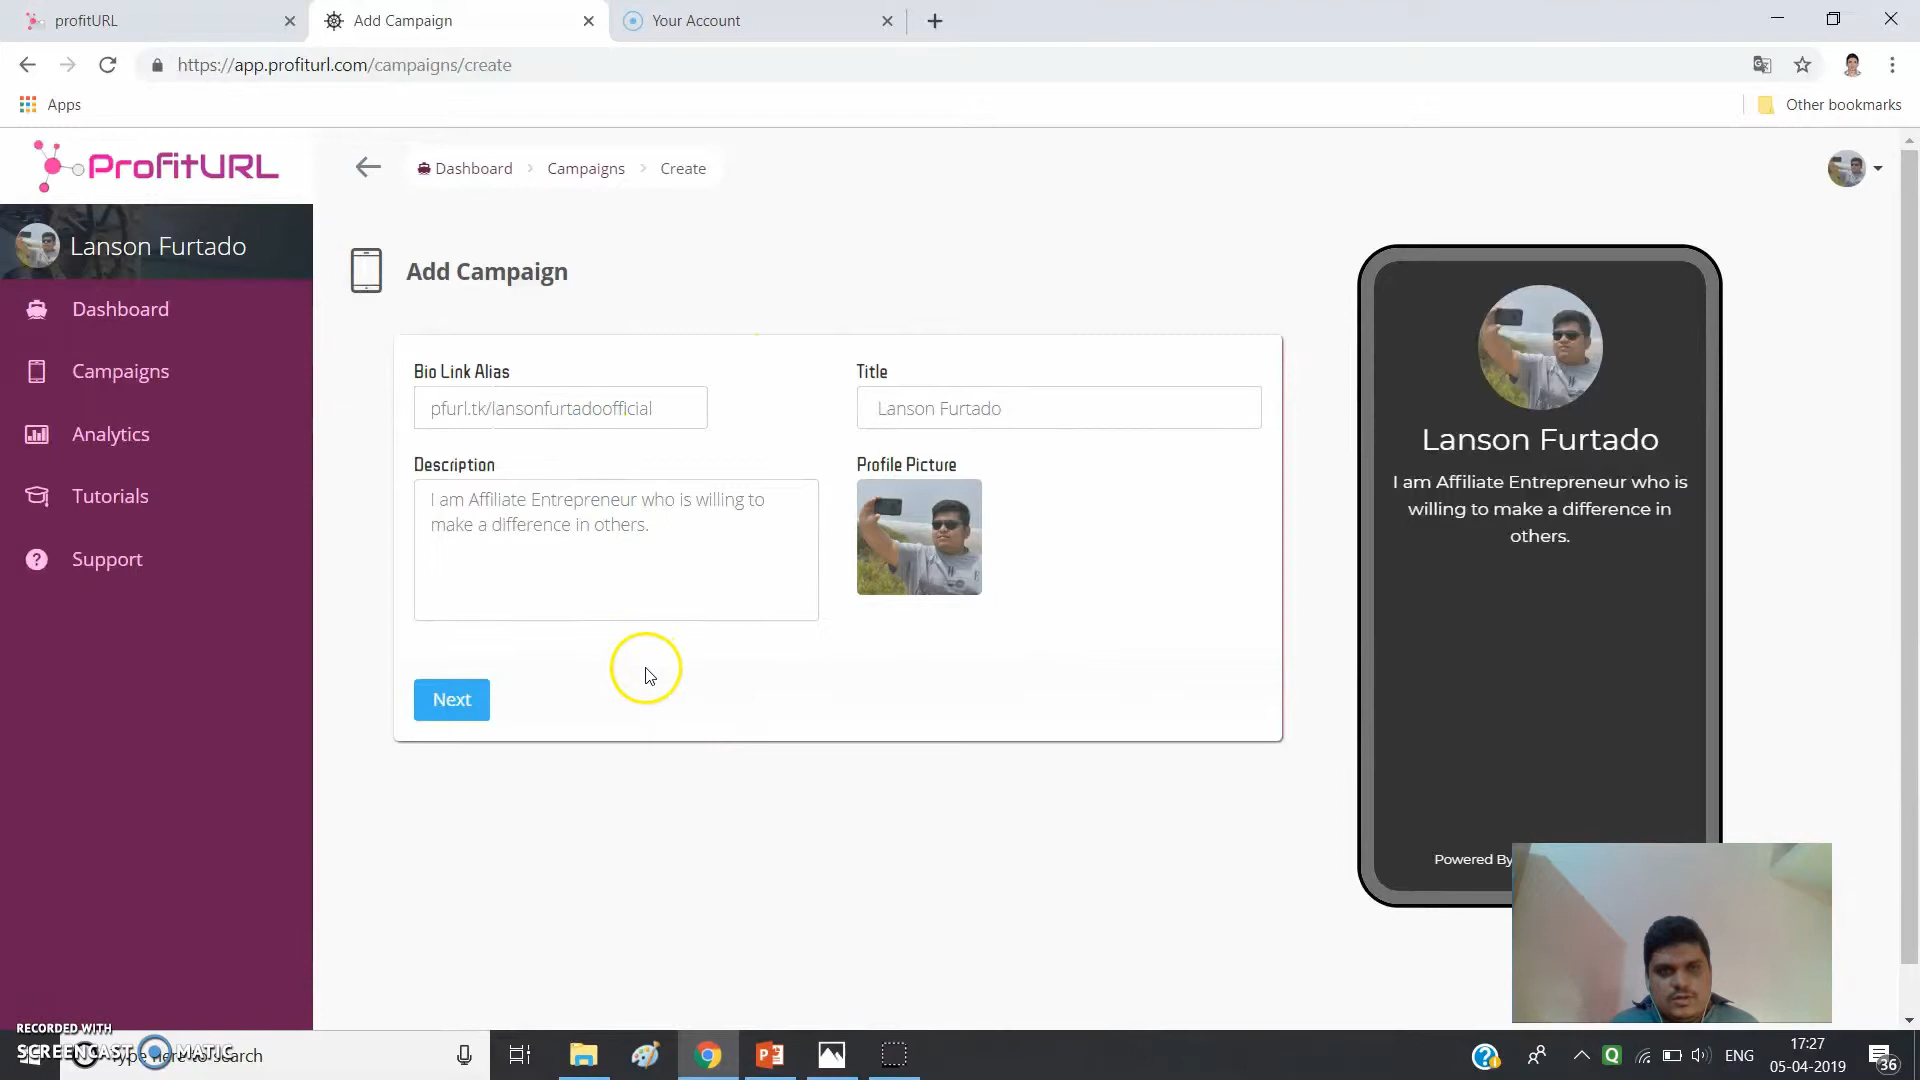 profitURL
Add Campaign
Your Account
https://app.profiturl.com/campaigns/create
Apps
Other bookmarks
ProfitURL
Dashboard
Campaigns
Create
Lanson Furtado
Dashboard
Campaigns
Analytics
Tutorials
Support
Add Campaign
Bio Link Alias
pfurl.tk/lansonfurtadoofficial
Title
Lanson Furtado
Description
I am Affiliate Entrepreneur who is willing to
make a difference in others.
Profile Picture
Next
Lanson Furtado
I am Affiliate Entrepreneur who is
willing to make a difference in
others.
Powered By
RECORDED WITH
SCREENCAST MATIC
Type here to search
ENG
17:27
05-04-2019
36